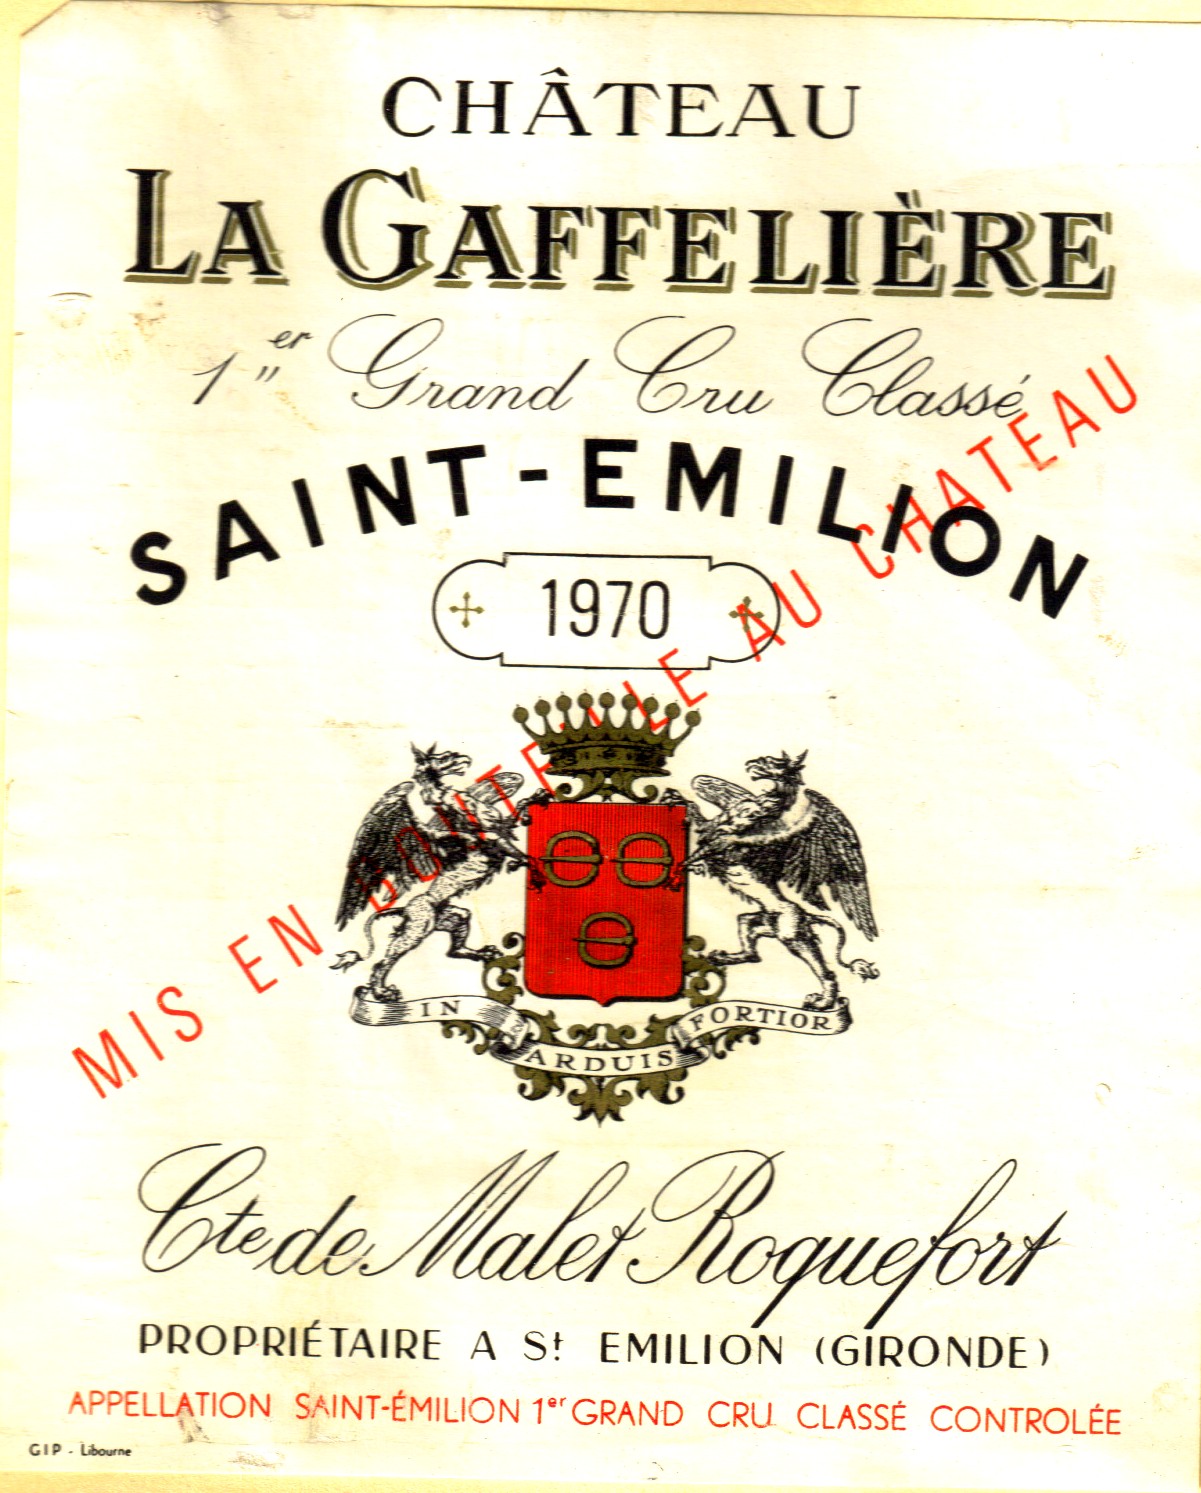 CHÂTEAU
LA GAFFELIÈRE
1er Grand Cru Classé
SAINT-EMILION
1970
MIS EN BOUTEILLE AU CHATEAU
IN ARDUIS FORTIOR
Cte de Malet Roquefort
PROPRIÉTAIRE A St EMILION (GIRONDE)
APPELLATION SAINT-ÉMILION 1er GRAND CRU CLASSÉ CONTROLÉE
GIP - Libourne